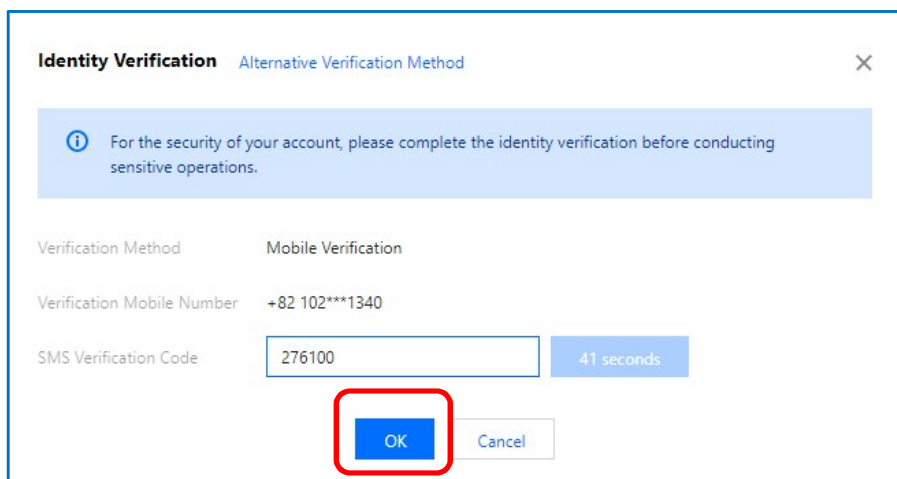 Identity Verification Alternative Verification Method
For the security of your account, please complete the identity verification before conducting
sensitive operations.
Verification Method Mobile Verification
Verification Mobile Number +82 102***1340
SMS Verification Code 276100 41 seconds
OK Cancel